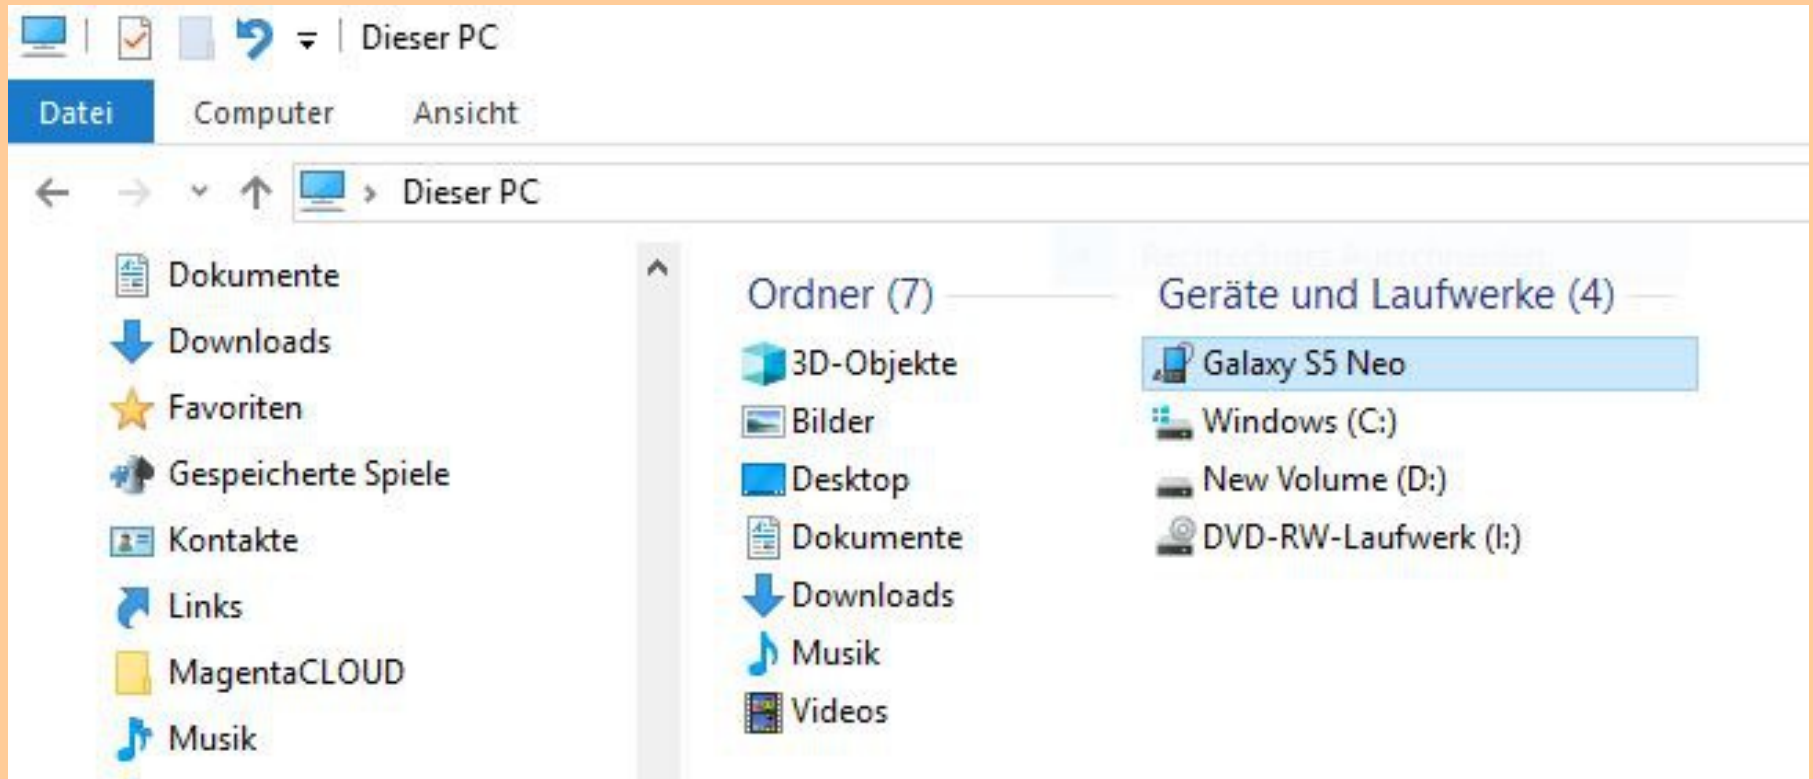 Dieser PC
Datei Computer Ansicht
Dieser PC
Dokumente
Downloads
Favoriten
Gespeicherte Spiele
Kontakte
Links
MagentaCLOUD
Musik
Ordner (7)
3D-Objekte
Bilder
Desktop
Dokumente
Downloads
Musik
Videos
Geräte und Laufwerke (4)
Galaxy S5 Neo
Windows (C:)
New Volume (D:)
DVD-RW-Laufwerk (I:)